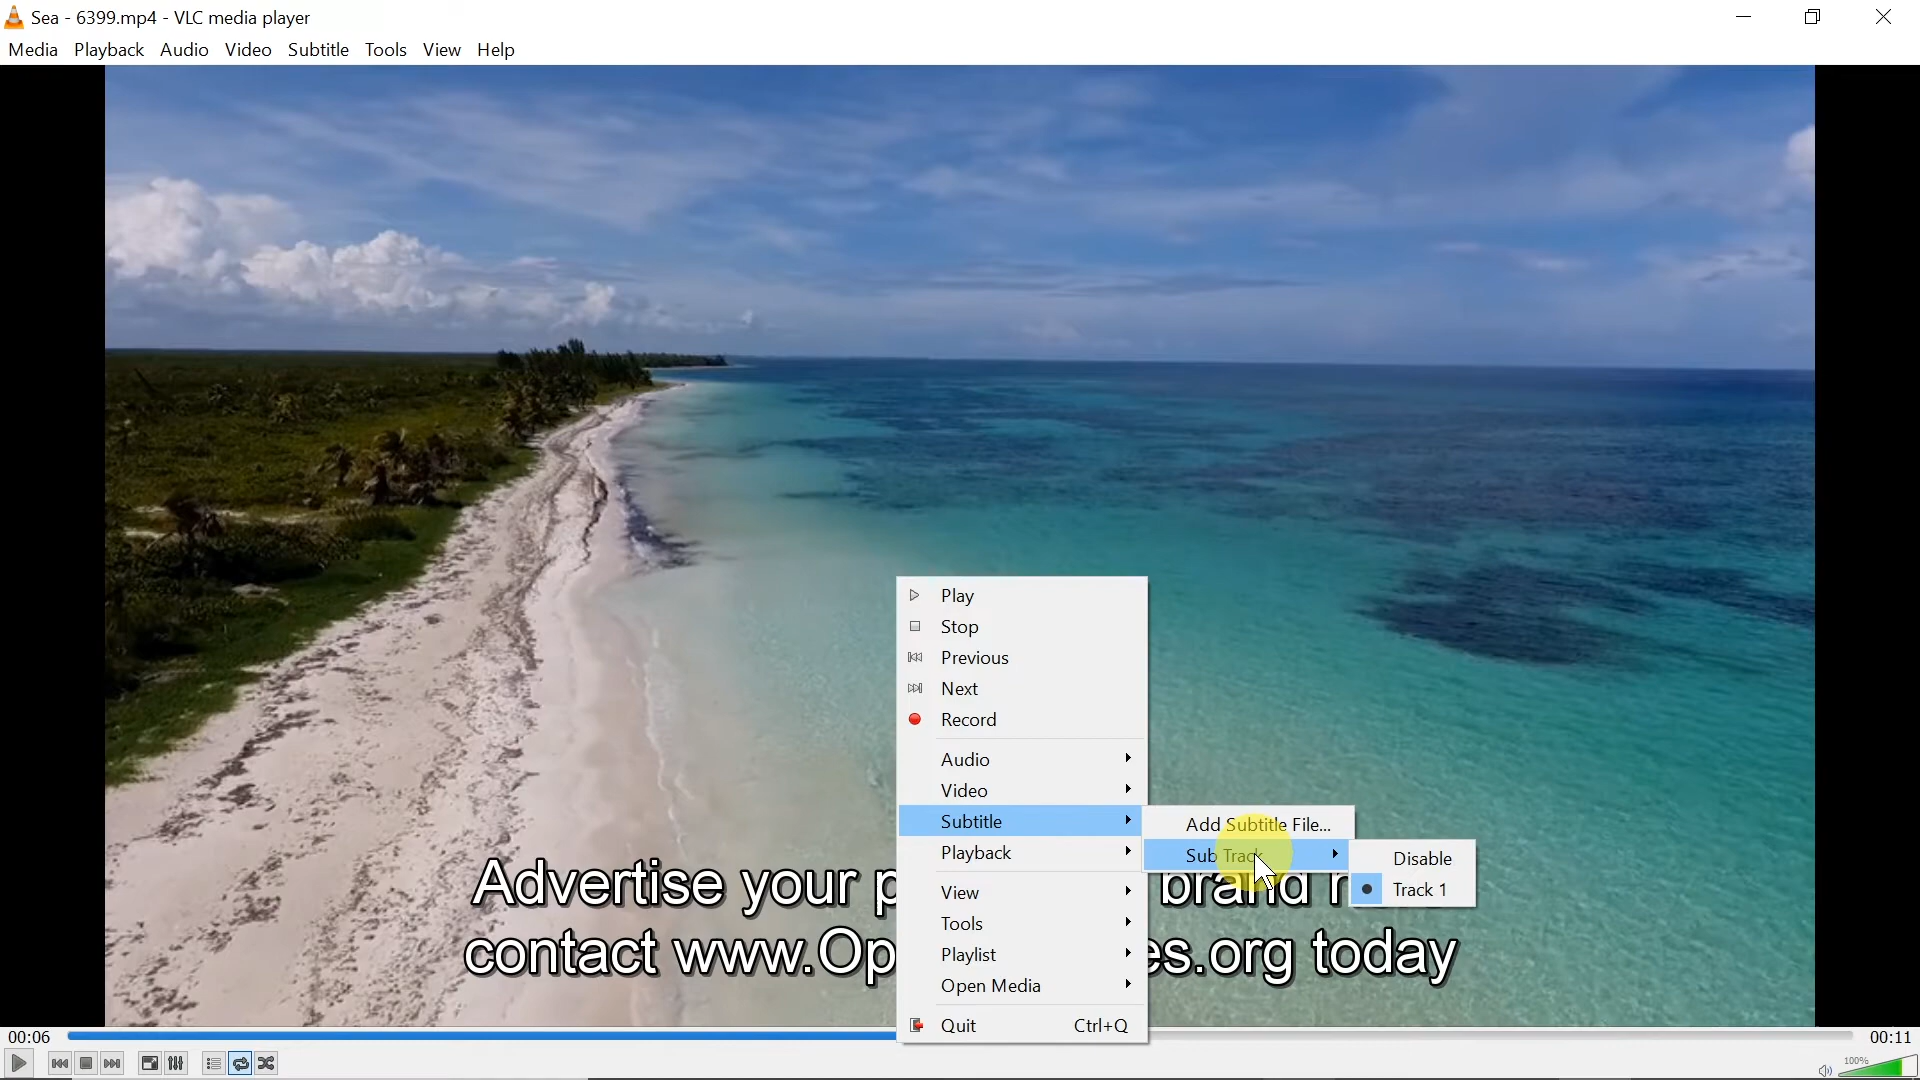 Sea - 6399.mp4 - VLC media player
Media Playback Audio Video Subtitle Tools View Help
Play
Stop
Previous
Next
Record
Audio
Video
Subtitle
Playback
View
Tools
Playlist
Open Media
Quit Ctrl+Q
Add Subtitle File...
Sub Track
Disable
Track 1
Advertise your brand
contact www.Op es.org today
00:06
00:11
100%